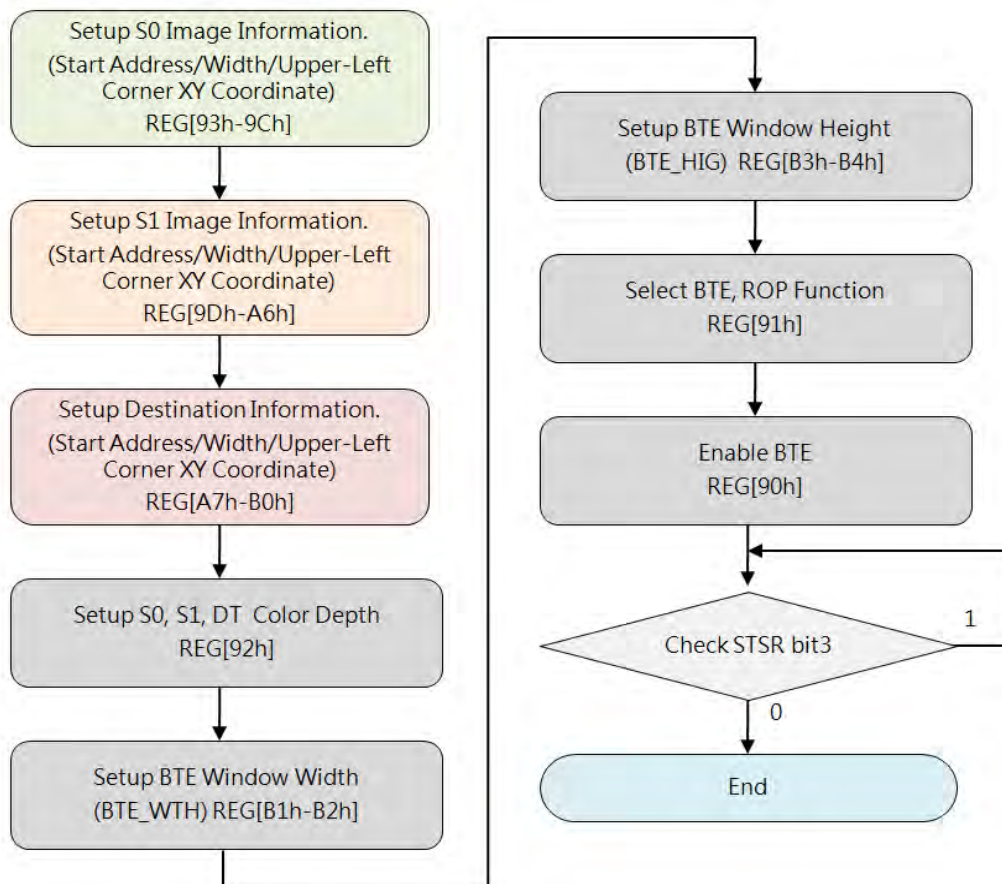 Setup S0 Image Information.
(Start Address/Width/Upper-Left
Corner XY Coordinate)
REG[93h-9Ch]
Setup S1 Image Information.
(Start Address/Width/Upper-Left
Corner XY Coordinate)
REG[9Dh-A6h]
Setup Destination Information.
(Start Address/Width/Upper-Left
Corner XY Coordinate)
REG[A7h-B0h]
Setup S0, S1, DT Color Depth
REG[92h]
Setup BTE Window Width
(BTE_WTH) REG[B1h-B2h]
Setup BTE Window Height
(BTE_HIG) REG[B3h-B4h]
Select BTE, ROP Function
REG[91h]
Enable BTE
REG[90h]
Check STSR bit3
1
0
End